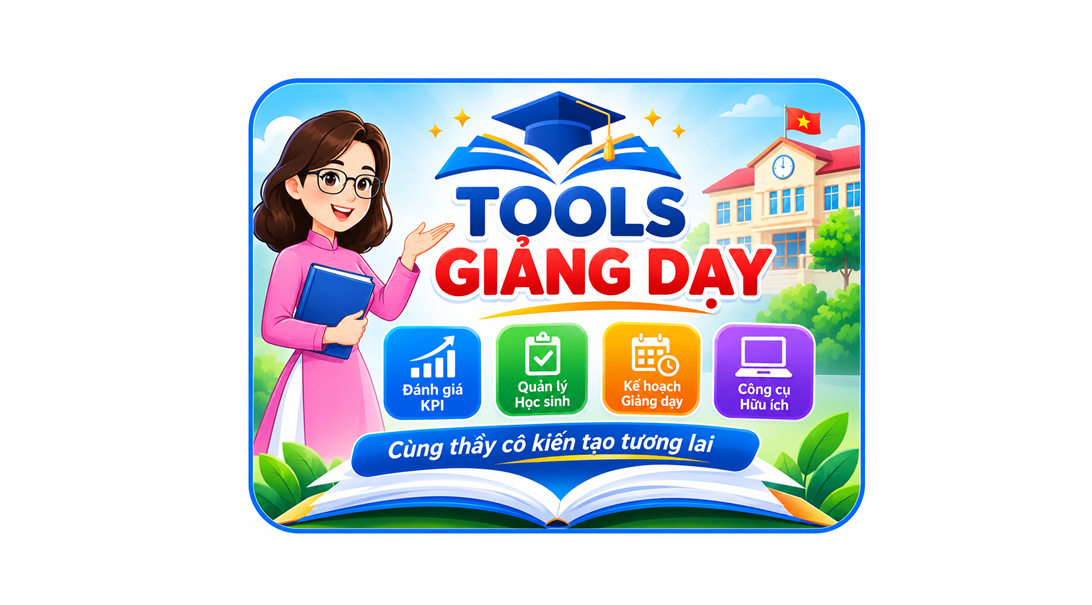 TOOLS
GIẢNG DẠY
Đánh giá
KPI
Quản lý
Học sinh
Kế hoạch
Giảng dạy
Công cụ
Hữu ích
Cùng thầy cô kiến tạo tương lai